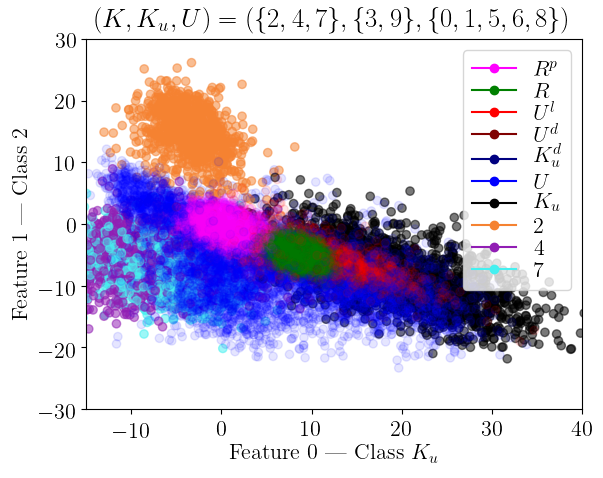 (K, K_u, U) = ({2, 4, 7}, {3, 9}, {0, 1, 5, 6, 8})
Feature 1 — Class 2
30
20
10
0
−10
−20
−30
R^p
R
U^l
U^d
K_u^d
U
K_u
2
4
7
−10
0
10
20
30
40
Feature 0 — Class K_u